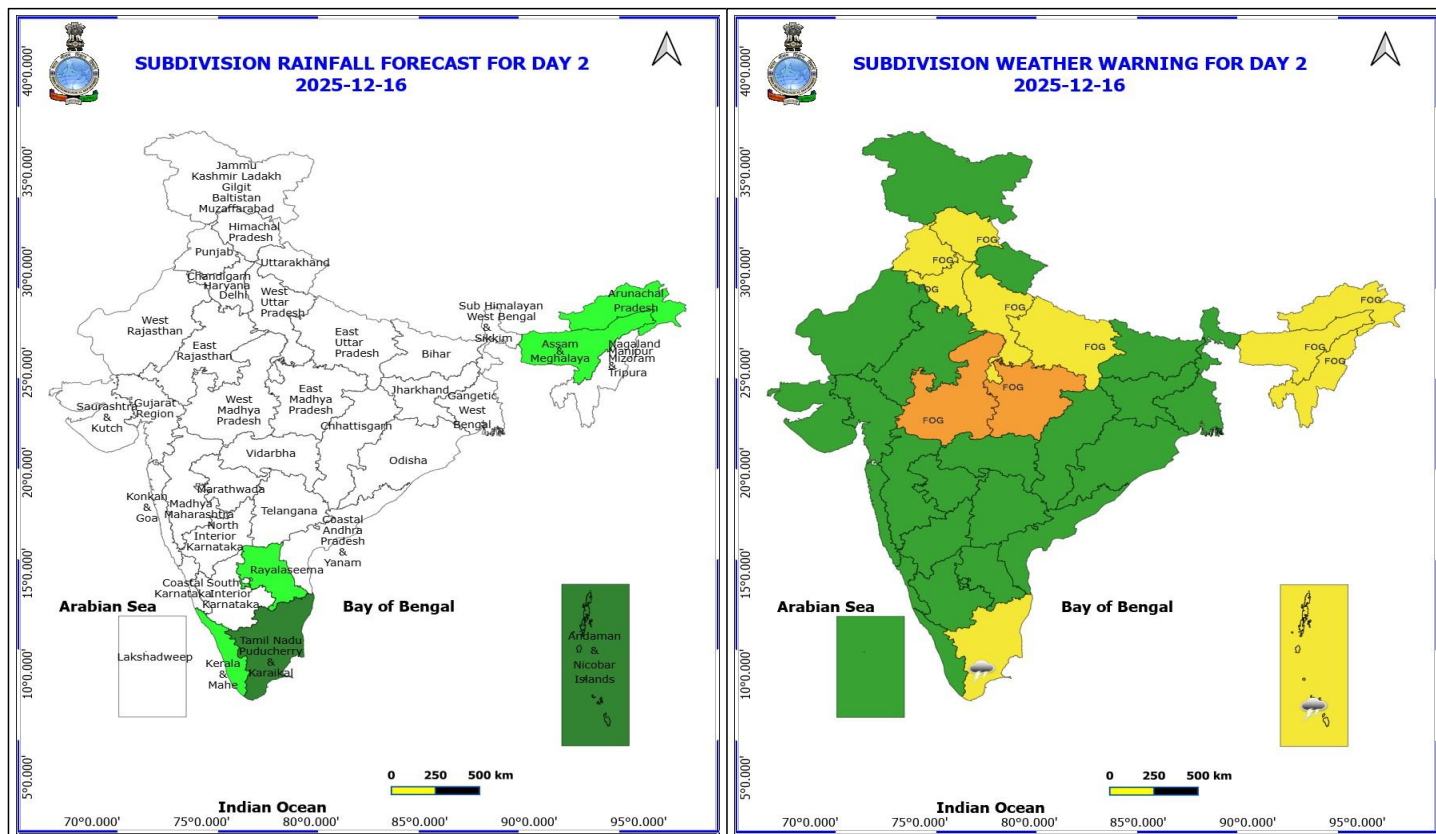 SUBDIVISION RAINFALL FORECAST FOR DAY 2
2025-12-16
40°0.000'
35°0.000'
30°0.000'
25°0.000'
20°0.000'
15°0.000'
10°0.000'
5°0.000'
Jammu
Kashmir Ladakh
Gilgit
Baltistan
Muzaffarabad
Himachal
Pradesh
Punjab
Uttarakhand
Chandigarh
Haryana
Delhi
West
Uttar
Pradesh
West
Rajasthan
East
Rajasthan
East
Uttar
Pradesh
Bihar
Sub Himalayan
West Bengal
&
Sikkim
Arunachal
Pradesh
Assam
&
Meghalaya
Nagaland
Manipur
Mizoram
&
Tripura
Saurashtra
&
Kutch
Gujarat
Region
West
Madhya
Pradesh
East
Madhya
Pradesh
Jharkhand
Gangetic
West
Bengal
Chhattisgarh
Vidarbha
Odisha
Konkan
&
Goa
Madhya
Maharashtra
Marathwada
Telangana
North
Interior
Karnataka
Coastal
Andhra
Pradesh
&
Yanam
Rayalaseema
Coastal
Karnataka
South
Interior
Karnataka
Arabian Sea
Bay of Bengal
Lakshadweep
Kerala
&
Mahe
Tamil Nadu
Puducherry
&
Karaikal
Andaman
&
Nicobar
Islands
0 250 500 km
Indian Ocean
70°0.000' 75°0.000' 80°0.000' 85°0.000' 90°0.000' 95°0.000'
SUBDIVISION WEATHER WARNING FOR DAY 2
2025-12-16
40°0.000'
35°0.000'
30°0.000'
25°0.000'
20°0.000'
15°0.000'
10°0.000'
5°0.000'
FOG
FOG
FOG
FOG
FOG
FOG
FOG
FOG
FOG
FOG
Arabian Sea
Bay of Bengal
0 250 500 km
Indian Ocean
70°0.000' 75°0.000' 80°0.000' 85°0.000' 90°0.000' 95°0.000'